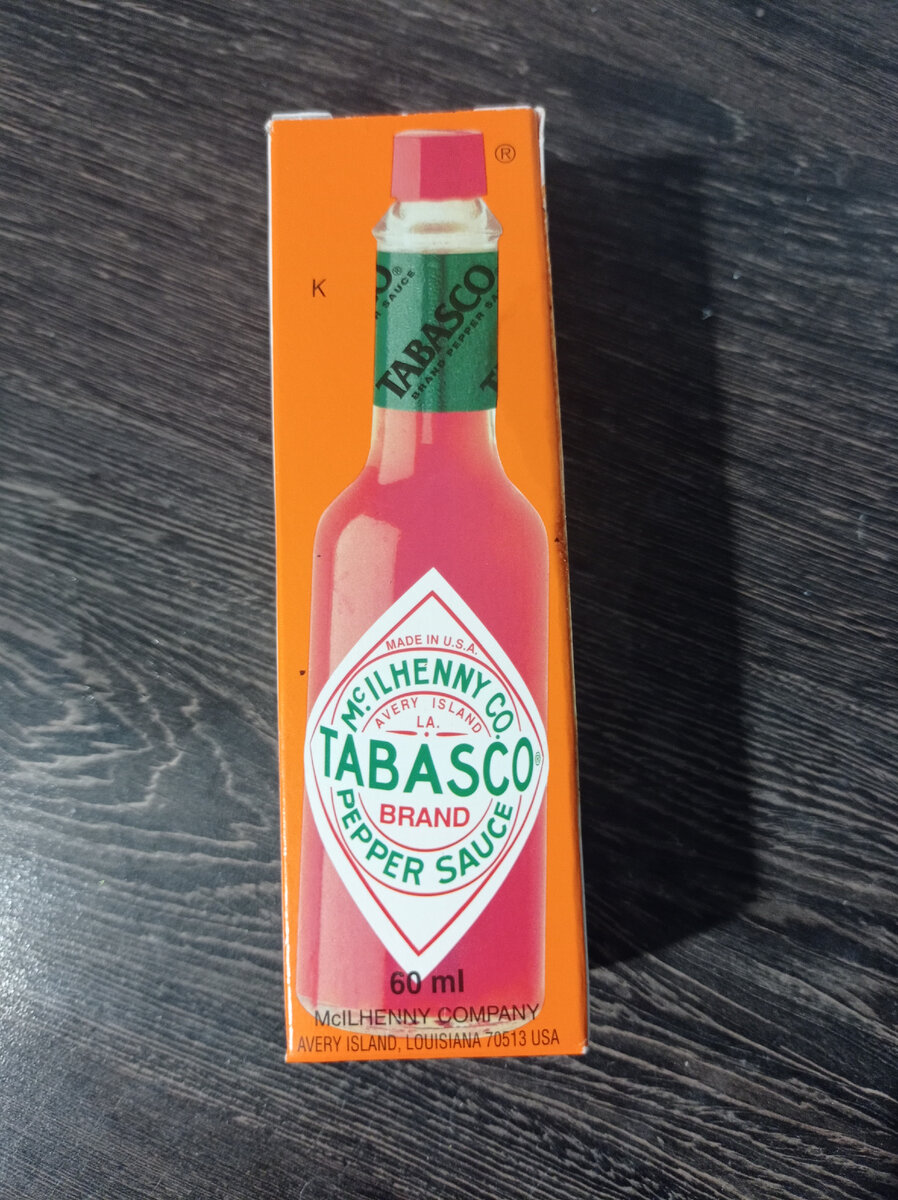 ®
K
O®
R SAUCE
TABASCO
BRAND PEPPER SA
T
MADE IN U.S.A.
McILHENNY CO.
AVERY ISLAND
LA.
TABASCO®
BRAND
PEPPER SAUCE
60 ml
McILHENNY COMPANY
AVERY ISLAND, LOUISIANA 70513 USA